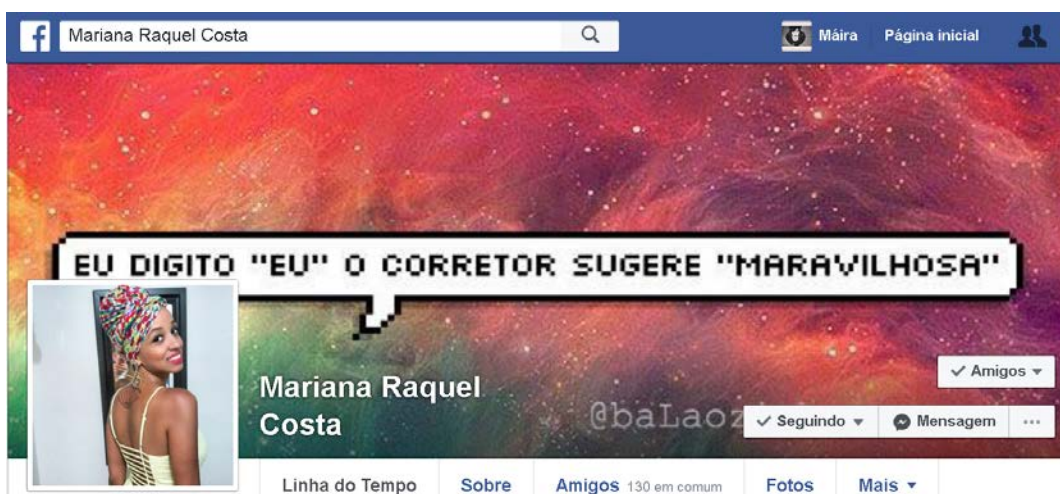 Mariana Raquel Costa
Máira Página inicial
EU DIGITO "EU" O CORRETOR SUGERE "MARAVILHOSA"
Amigos
Mariana Raquel
Costa
Seguindo Mensagem ...
Linha do Tempo Sobre Amigos 130 em comum Fotos Mais